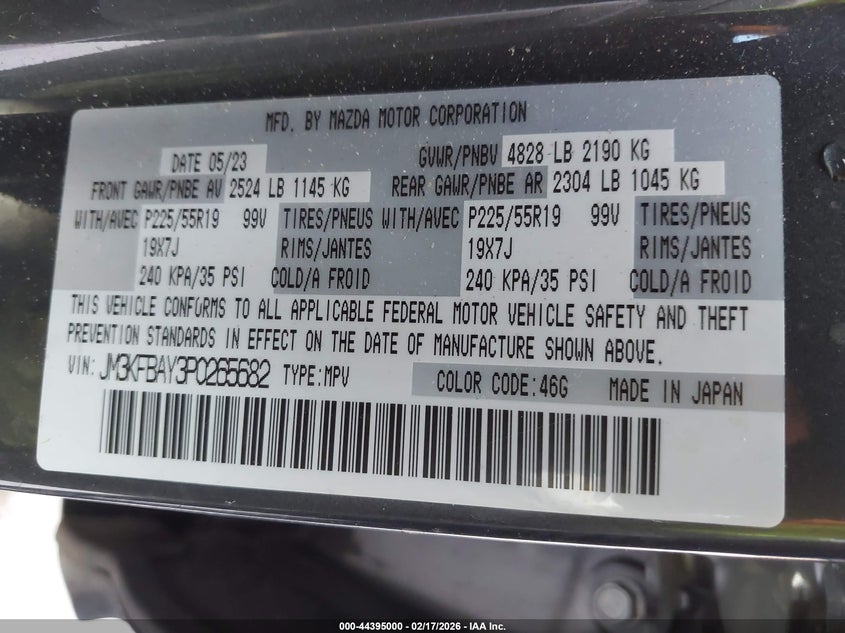 MFD. BY MAZDA MOTOR CORPORATION
DATE 05/23 GVWR/PNBV 4828 LB 2190 KG
FRONT GAWR/PNBE AV 2524 LB 1145 KG REAR GAWR/PNBE AR 2304 LB 1045 KG
WITH/AVEC P225/55R19 99V TIRES/PNEUS WITH/AVEC P225/55R19 99V TIRES/PNEUS
19X7J RIMS/JANTES 19X7J RIMS/JANTES
240 KPA/35 PSI COLD/A FROID 240 KPA/35 PSI COLD/A FROID
THIS VEHICLE CONFORMS TO ALL APPLICABLE FEDERAL MOTOR VEHICLE SAFETY AND THEFT
PREVENTION STANDARDS IN EFFECT ON THE DATE OF MANUFACTURE SHOWN ABOVE.
VIN: JM3KFBAY3P0265682 TYPE:MPV COLOR CODE:46G MADE IN JAPAN
000-44395000 - 02/17/2026 - IAA Inc.